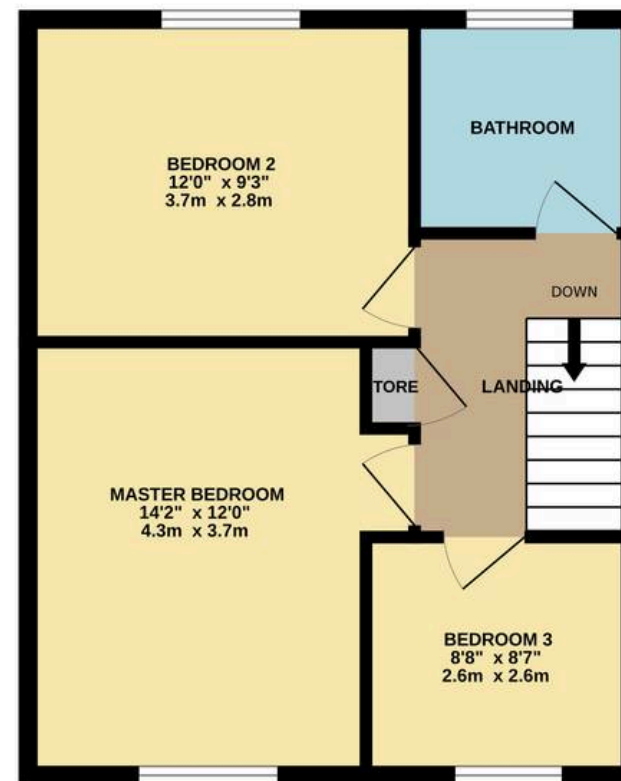 BATHROOM
BEDROOM 2
12'0" x 9'3"
3.7m x 2.8m
DOWN
TORE
LANDING
MASTER BEDROOM
14'2" x 12'0"
4.3m x 3.7m
BEDROOM 3
8'8" x 8'7"
2.6m x 2.6m